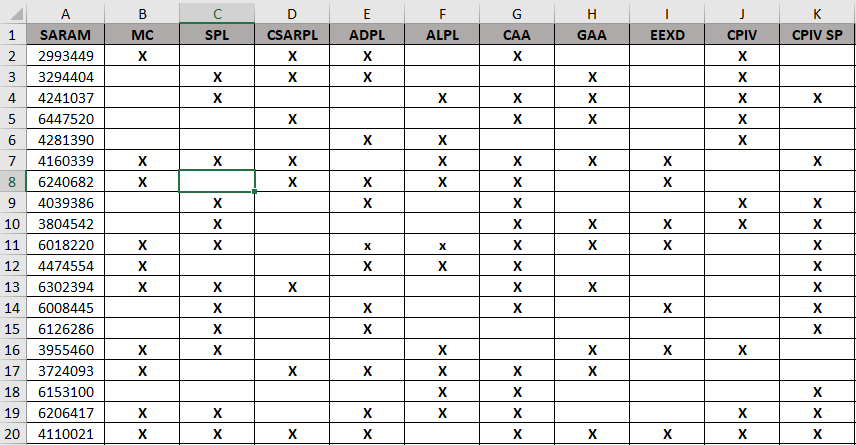 A B C D E F G H I J K
1 SARAM MC SPL CSARPL ADPL ALPL CAA GAA EEXD CPIV CPIV SP
2 2993449 X X X X X
3 3294404 X X X X X
4 4241037 X X X X X X
5 6447520 X X X X
6 4281390 X X X
7 4160339 X X X X X X X X
8 6240682 X X X X X X
9 4039386 X X X X X
10 3804542 X X X X X X
11 6018220 X X x x X X X X
12 4474554 X X X X X
13 6302394 X X X X X X
14 6008445 X X X X X
15 6126286 X X X
16 3955460 X X X X X X
17 3724093 X X X X X X
18 6153100 X X X
19 6206417 X X X X X X X
20 4110021 X X X X X X X X X